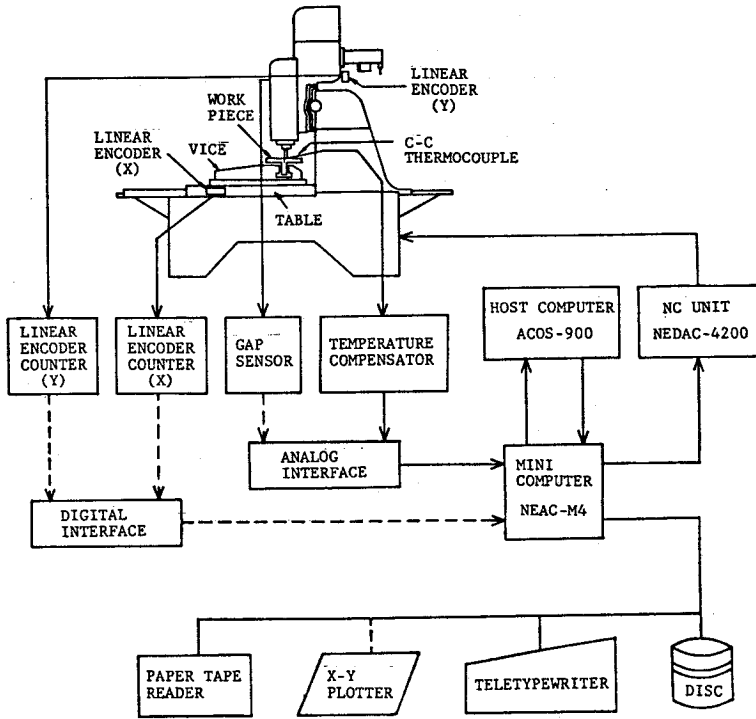 LINEAR
ENCODER
(Y)
WORK
PIECE
C-C
THERMOCOUPLE
LINEAR
ENCODER
(X)
VICE
TABLE
LINEAR
ENCODER
COUNTER
(Y)
LINEAR
ENCODER
COUNTER
(X)
GAP
SENSOR
TEMPERATURE
COMPENSATOR
HOST COMPUTER
ACOS-900
NC UNIT
NEDAC-4200
ANALOG
INTERFACE
MINI
COMPUTER
NEAC-M4
DIGITAL
INTERFACE
PAPER TAPE
READER
X-Y
PLOTTER
TELETYPEWRITER
DISC